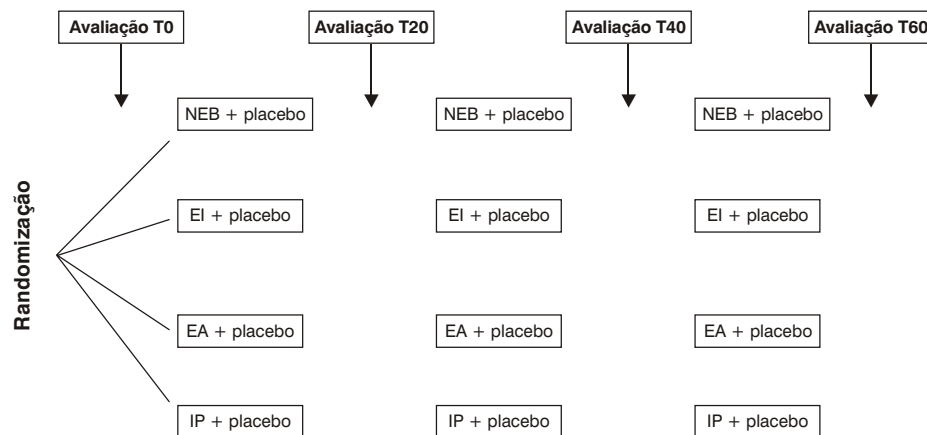 Avaliação T0
Avaliação T20
Avaliação T40
Avaliação T60
Randomização
NEB + placebo
NEB + placebo
NEB + placebo
EI + placebo
EI + placebo
EI + placebo
EA + placebo
EA + placebo
EA + placebo
IP + placebo
IP + placebo
IP + placebo